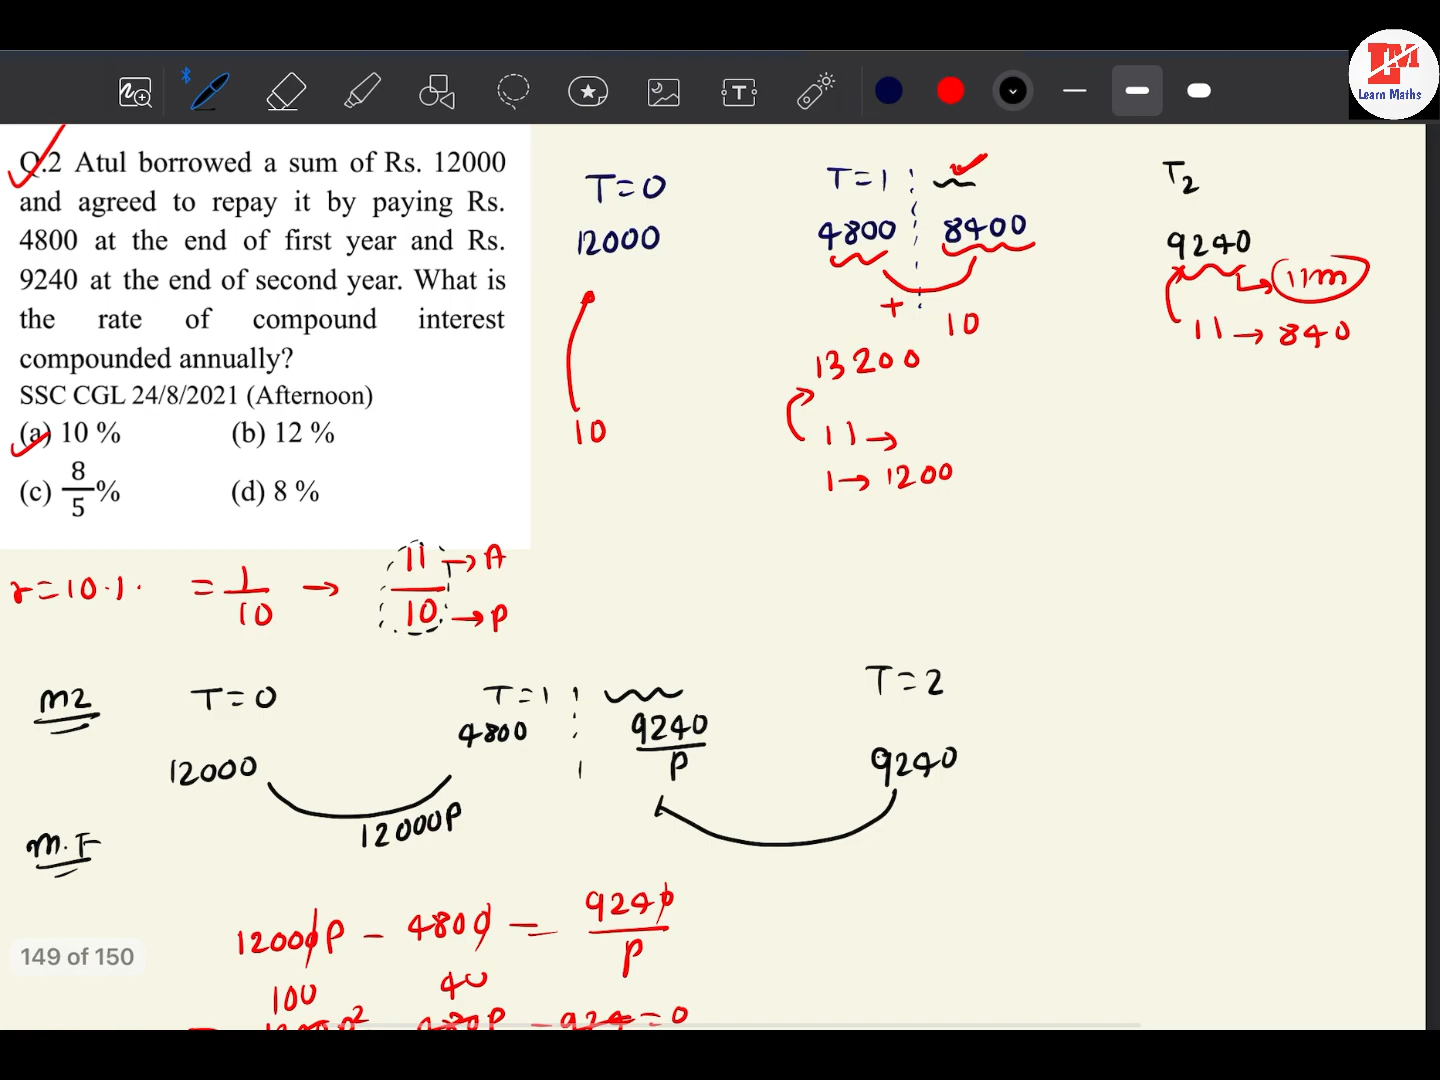 LM
Learn Maths
Q.2 Atul borrowed a sum of Rs. 12000
and agreed to repay it by paying Rs.
4800 at the end of first year and Rs.
9240 at the end of second year. What is
the rate of compound interest
compounded annually?
SSC CGL 24/8/2021 (Afternoon)
(a) 10 % (b) 12 %
(c) 8/5 % (d) 8 %
T=0 T=1 T2
12000 4800 8400 9240
+ 10 11m
13200 11→840
10 11→
1→1200
r=10% = 1/10 → 11/10 →A →P
m2 T=0 T=1 T=2
12000 4800 9240/P 9240
12000P
M.F
12000P - 4800 = 9240/P
149 of 150
100 40
P² P - 924 = 0